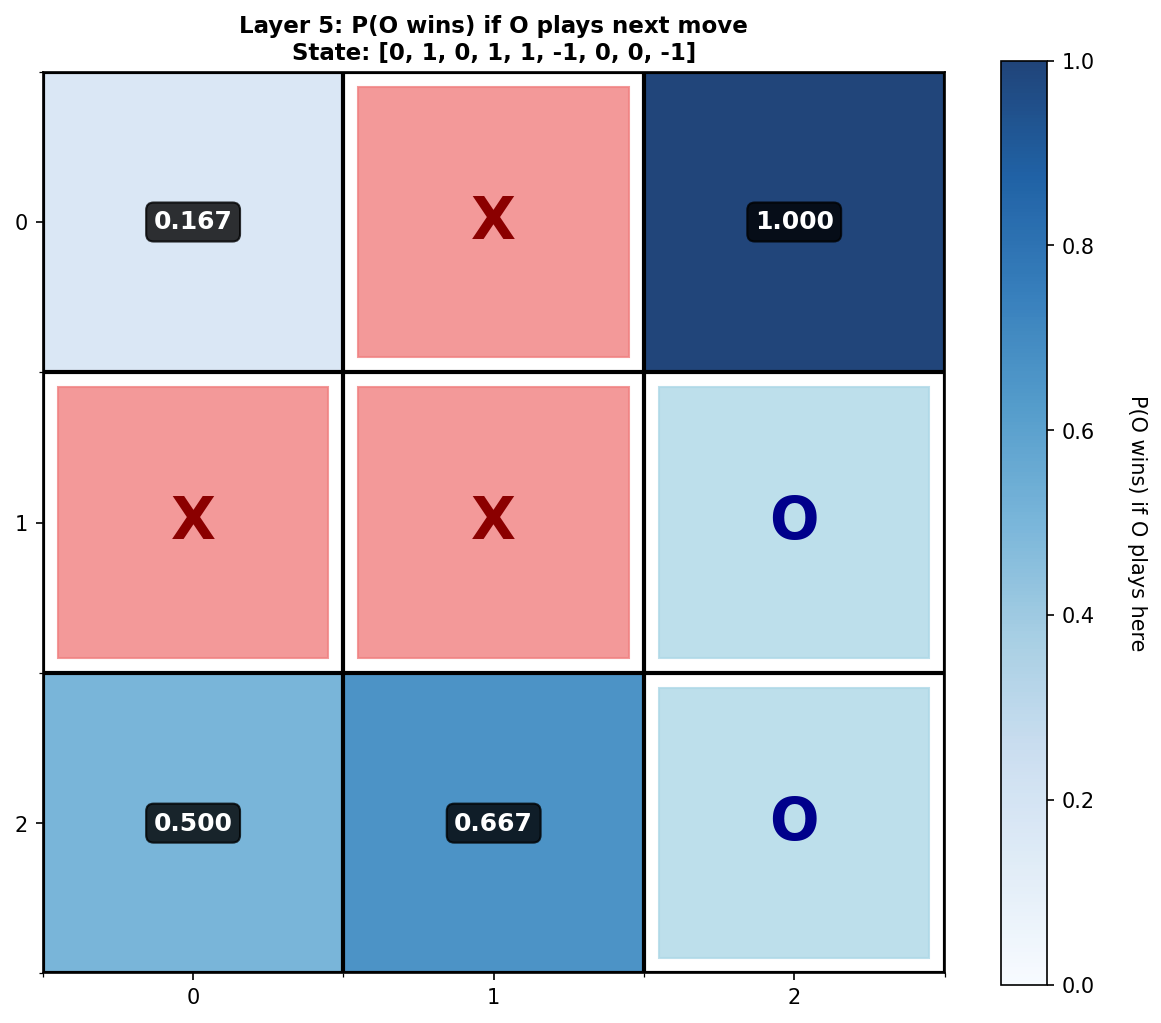 Layer 5: P(O wins) if O plays next move
State: [0, 1, 0, 1, 1, -1, 0, 0, -1]
0 0.167 X 1.000
1 X X O
2 0.500 0.667 O
0 1 2
1.0
0.8
0.6
0.4
0.2
0.0
P(O wins) if O plays here